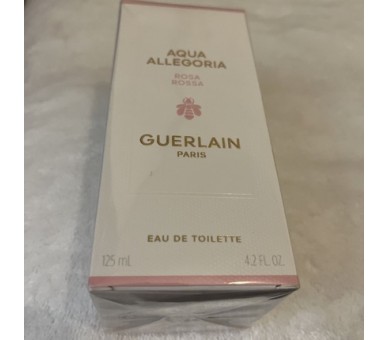 AQUA
ALLEGORIA
ROSA
ROSSA
GUERLAIN
PARIS
EAU DE TOILETTE
125 mL 4.2 FL. OZ.